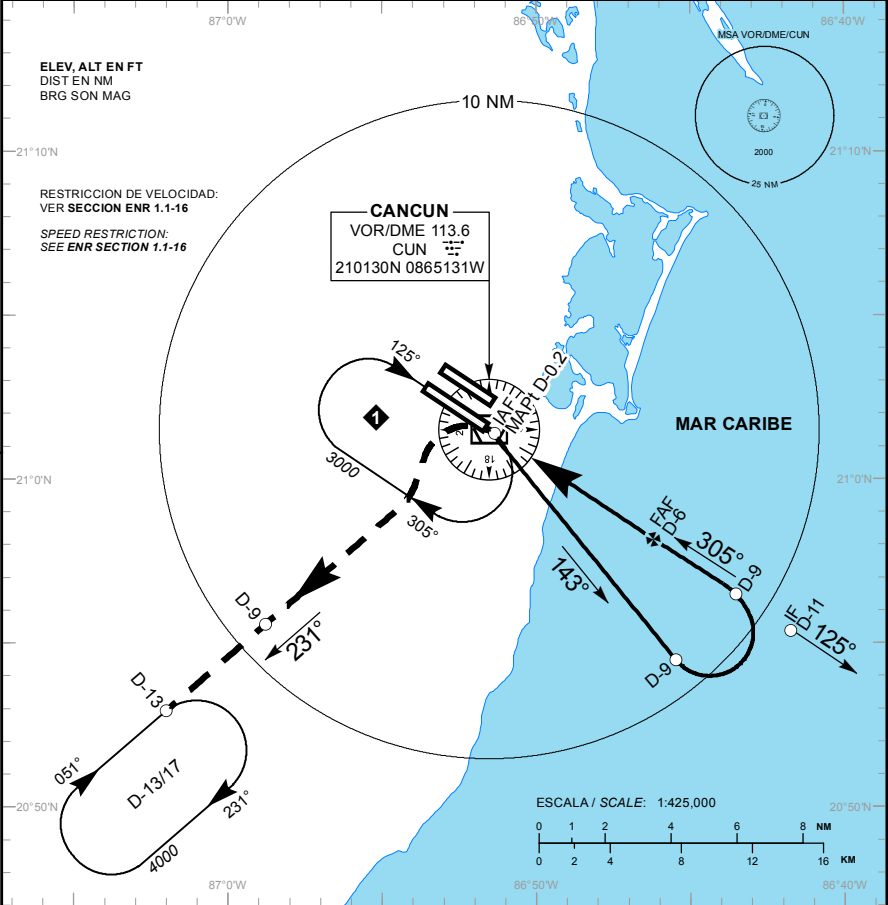 87°0'W
86°50'W
86°40'W
MSA VOR/DME/CUN
2000
25 NM
ELEV, ALT EN FT
DIST EN NM
BRG SON MAG
10 NM
21°10'N
21°10'N
RESTRICCION DE VELOCIDAD:
VER SECCION ENR 1.1-16
SPEED RESTRICTION:
SEE ENR SECTION 1.1-16
CANCUN
VOR/DME 113.6
CUN
210130N 0865131W
125°
1
3000
305°
IAF
MAPt D-0.2
18
MAR CARIBE
21°0'N
21°0'N
FAF
D-6
305°
D-9
143°
D-9
IF
D-11
125°
D-9
231°
D-13
051°
D-13/17
231°
4000
20°50'N
20°50'N
ESCALA / SCALE: 1:425,000
0 1 2 4 6 8 NM
0 2 4 8 12 16 KM
87°0'W
86°50'W
86°40'W